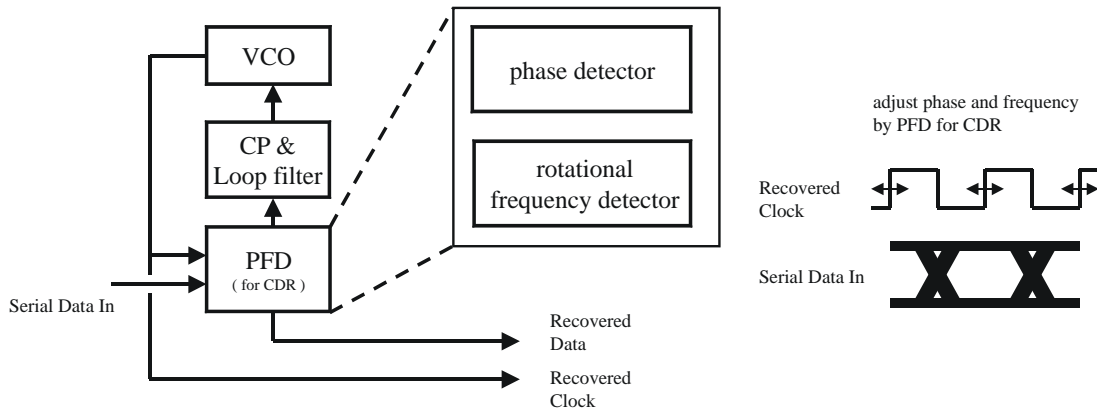 VCO
CP &
Loop filter
PFD
( for CDR )
Serial Data In
phase detector
rotational
frequency detector
Recovered
Data
Recovered
Clock
adjust phase and frequency
by PFD for CDR
Recovered
Clock
Serial Data In